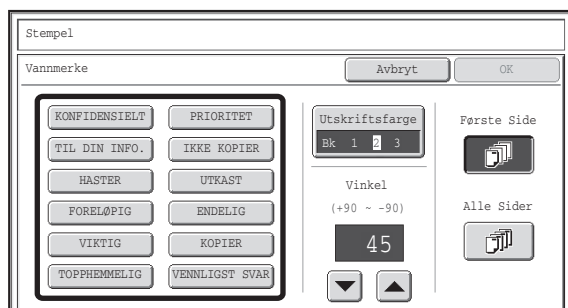 Stempel
Vannmerke
Avbryt
OK
KONFIDENSIELT
PRIORITET
TIL DIN INFO.
IKKE KOPIER
HASTER
UTKAST
FORELØPIG
ENDELIG
VIKTIG
KOPIER
TOPPHEMMELIG
VENNLIGST SVAR
Utskriftsfarge
Bk 1 2 3
Vinkel
(+90 ~ -90)
45
Første Side
Alle Sider